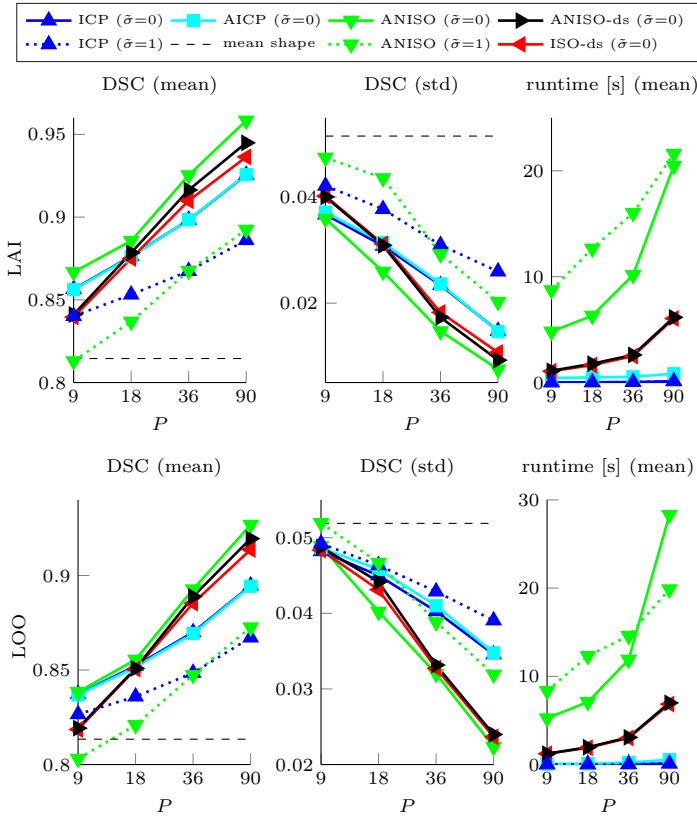 ICP (σ̃=0) AICP (σ̃=0) ANISO (σ̃=0) ANISO-ds (σ̃=0)
ICP (σ̃=1) mean shape ANISO (σ̃=1) ISO-ds (σ̃=0)
DSC (mean) DSC (std) runtime [s] (mean)
LAI
0.95
0.9
0.85
0.8
9 18 36 90
P
0.04
0.02
9 18 36 90
P
20
10
0
9 18 36 90
P
DSC (mean) DSC (std) runtime [s] (mean)
LOO
0.9
0.85
0.8
9 18 36 90
P
0.05
0.04
0.03
0.02
9 18 36 90
P
30
20
10
0
9 18 36 90
P